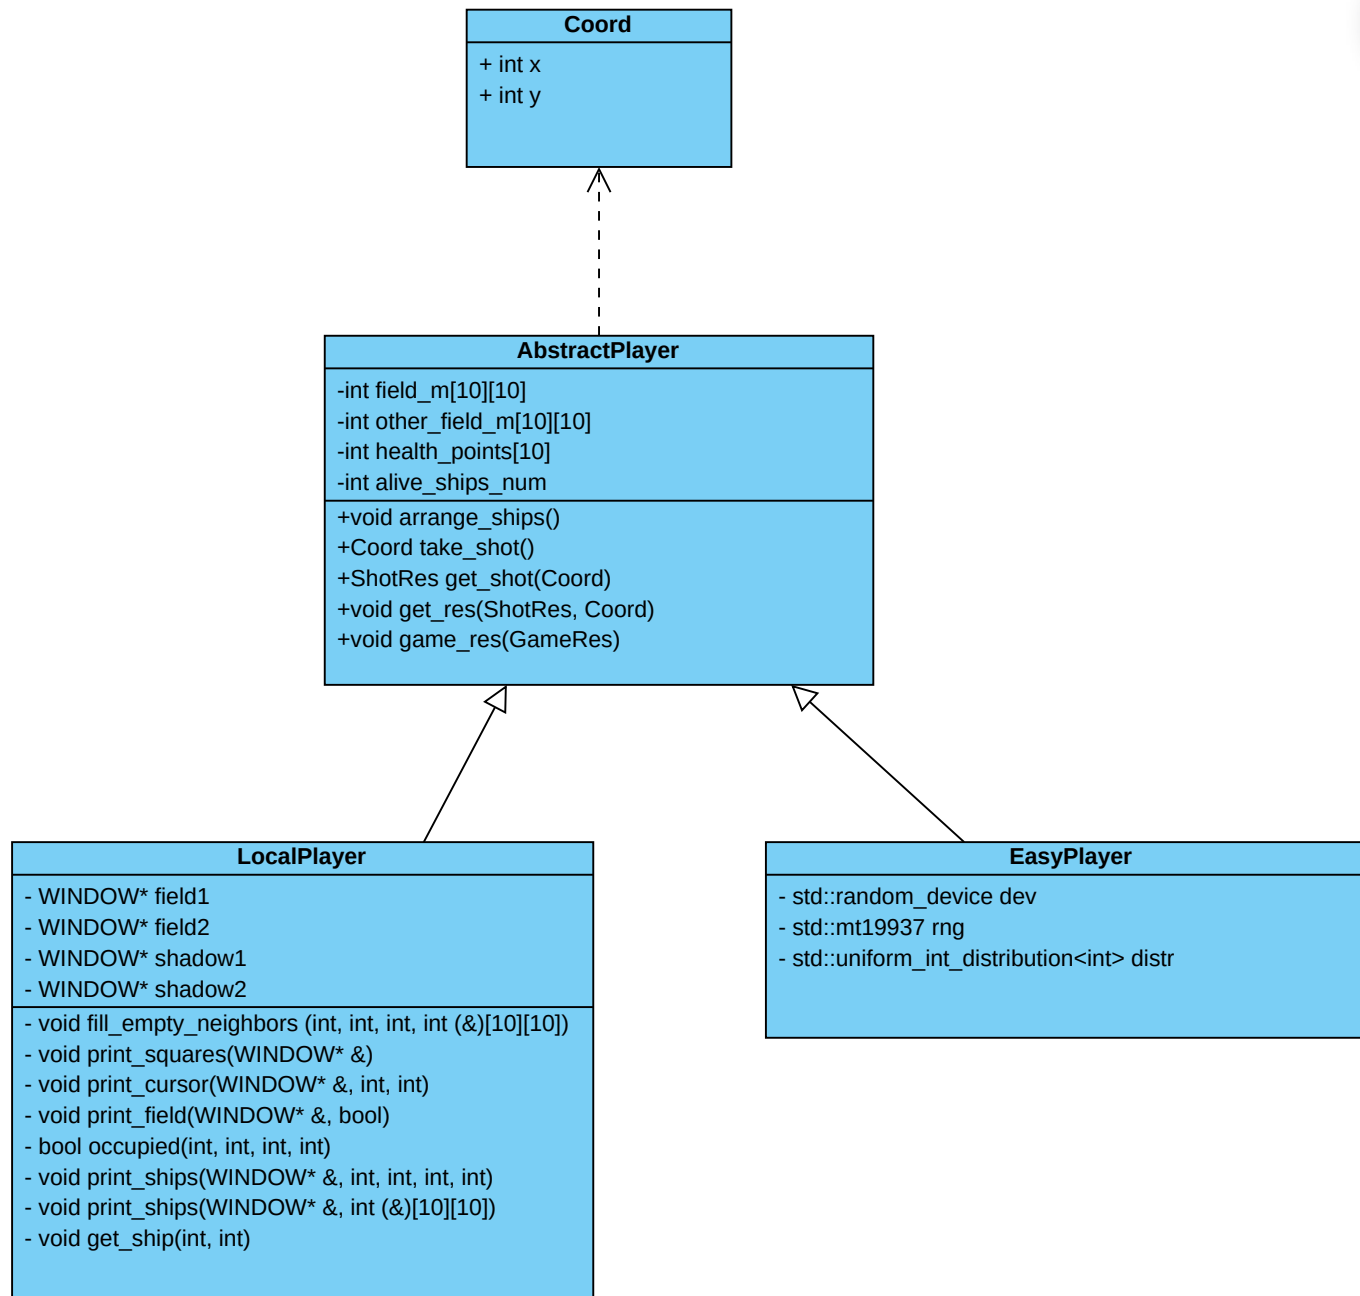 Coord
+ int x
+ int y
AbstractPlayer
-int field_m[10][10]
-int other_field_m[10][10]
-int health_points[10]
-int alive_ships_num
+void arrange_ships()
+Coord take_shot()
+ShotRes get_shot(Coord)
+void get_res(ShotRes, Coord)
+void game_res(GameRes)
LocalPlayer
- WINDOW* field1
- WINDOW* field2
- WINDOW* shadow1
- WINDOW* shadow2
- void fill_empty_neighbors (int, int, int, int (&)[10][10])
- void print_squares(WINDOW* &)
- void print_cursor(WINDOW* &, int, int)
- void print_field(WINDOW* &, bool)
- bool occupied(int, int, int, int)
- void print_ships(WINDOW* &, int, int, int, int)
- void print_ships(WINDOW* &, int (&)[10][10])
- void get_ship(int, int)
EasyPlayer
- std::random_device dev
- std::mt19937 rng
- std::uniform_int_distribution<int> distr